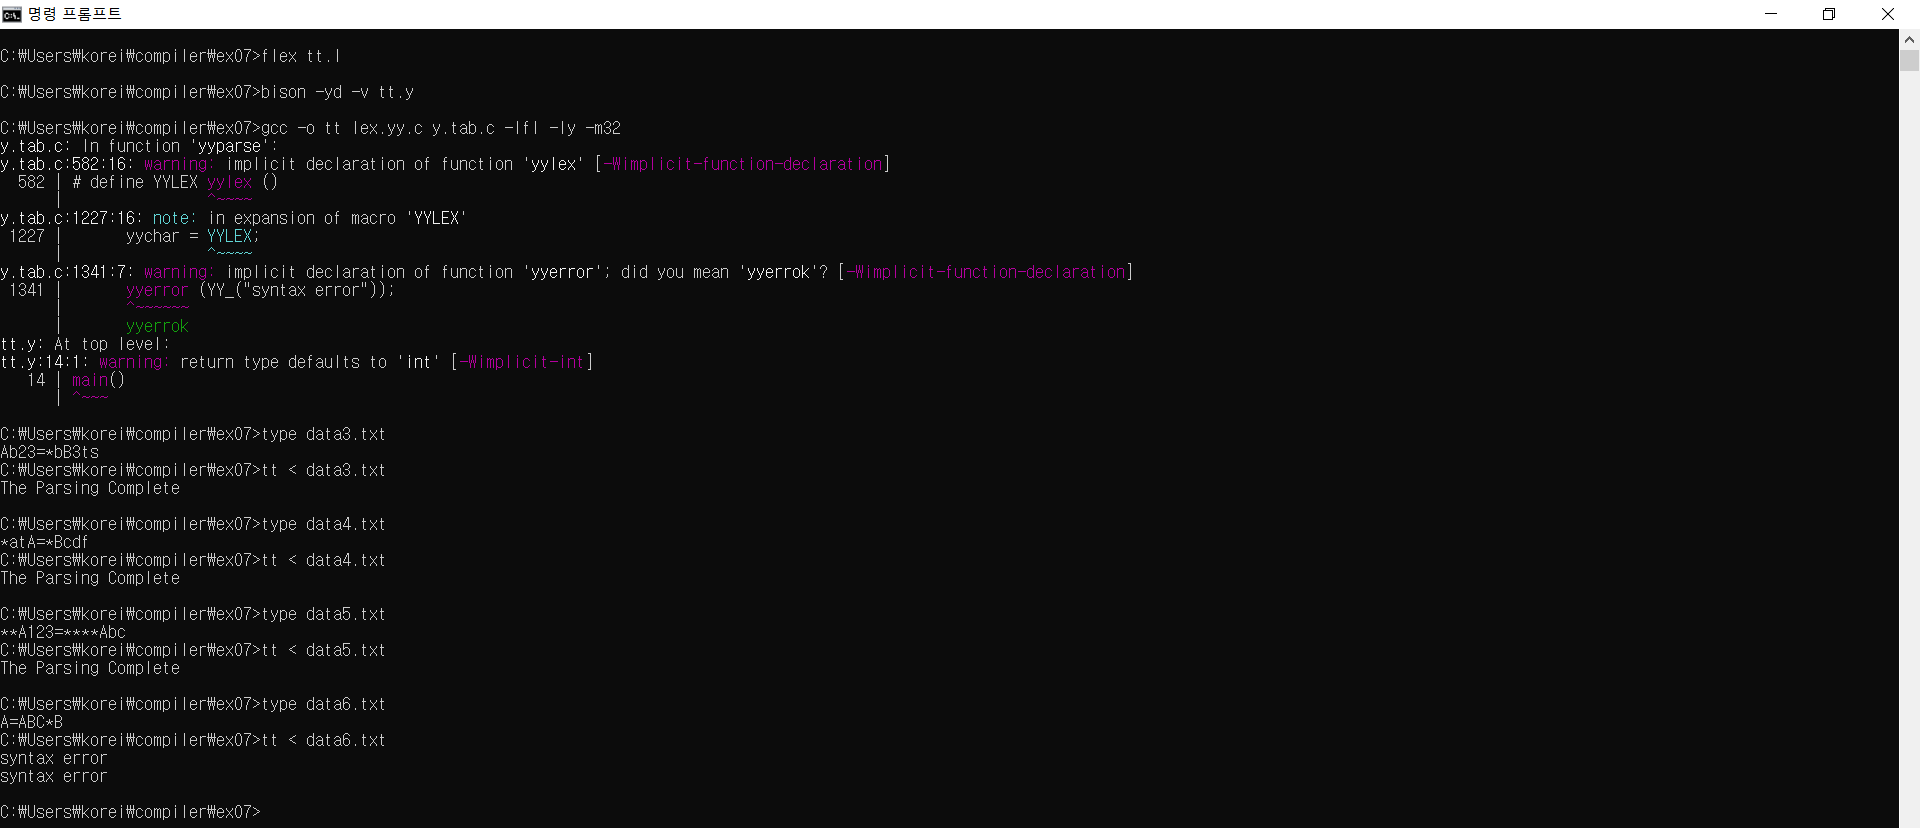 명령 프롬프트
C:₩Users₩korei₩compiler₩ex07>flex tt.l
C:₩Users₩korei₩compiler₩ex07>bison -yd -v tt.y
C:₩Users₩korei₩compiler₩ex07>gcc -o tt lex.yy.c y.tab.c -lfl -ly -m32
y.tab.c: In function 'yyparse':
y.tab.c:582:16: warning: implicit declaration of function 'yylex' [-Wimplicit-function-declaration]
  582 | # define YYLEX yylex ()
      |                ^~~~~
y.tab.c:1227:16: note: in expansion of macro 'YYLEX'
 1227 |       yychar = YYLEX;
      |                ^~~~~
y.tab.c:1341:7: warning: implicit declaration of function 'yyerror'; did you mean 'yyerrok'? [-Wimplicit-function-declaration]
 1341 |       yyerror (YY_("syntax error"));
      |       ^~~~~~~
      |       yyerrok
tt.y: At top level:
tt.y:14:1: warning: return type defaults to 'int' [-Wimplicit-int]
   14 | main()
      | ^~~~
C:₩Users₩korei₩compiler₩ex07>type data3.txt
Ab23=*bB3ts
C:₩Users₩korei₩compiler₩ex07>tt < data3.txt
The Parsing Complete
C:₩Users₩korei₩compiler₩ex07>type data4.txt
*atA=*Bcdf
C:₩Users₩korei₩compiler₩ex07>tt < data4.txt
The Parsing Complete
C:₩Users₩korei₩compiler₩ex07>type data5.txt
**A123=****Abc
C:₩Users₩korei₩compiler₩ex07>tt < data5.txt
The Parsing Complete
C:₩Users₩korei₩compiler₩ex07>type data6.txt
A=ABC*B
C:₩Users₩korei₩compiler₩ex07>tt < data6.txt
syntax error
syntax error
C:₩Users₩korei₩compiler₩ex07>